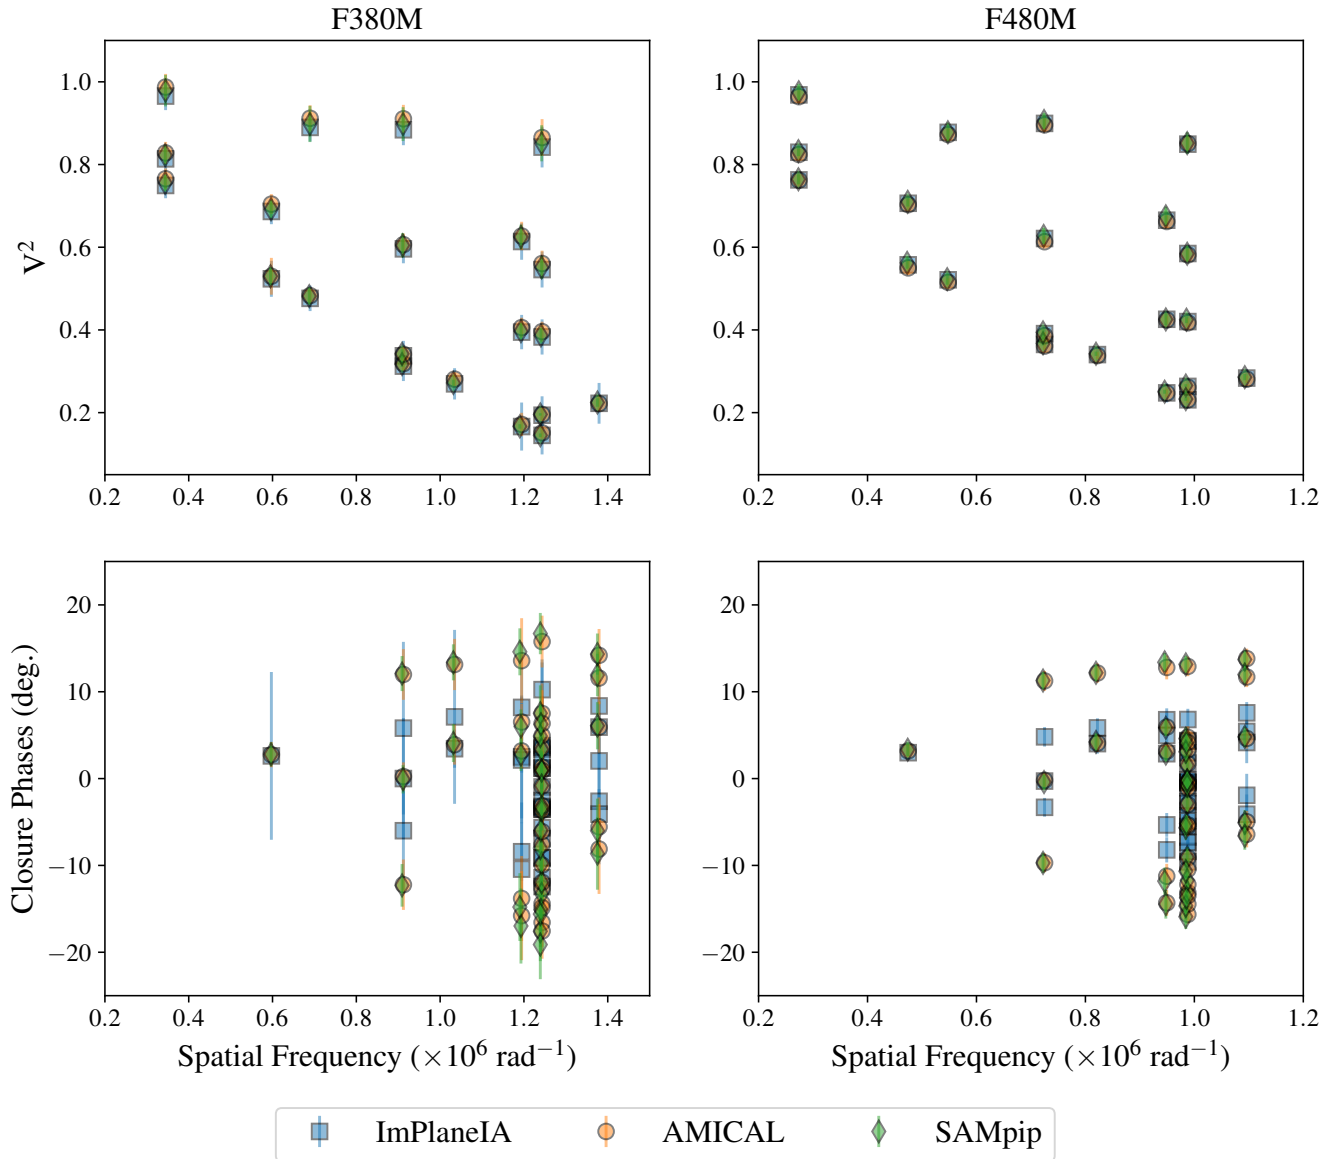 F380M
F480M
1.0
0.8
0.6
0.4
0.2
V²
0.2 0.4 0.6 0.8 1.0 1.2 1.4
0.2 0.4 0.6 0.8 1.0 1.2
1.0
0.8
0.6
0.4
0.2
20
10
0
−10
−20
Closure Phases (deg.)
0.2 0.4 0.6 0.8 1.0 1.2 1.4
Spatial Frequency (×10⁶ rad⁻¹)
20
10
0
−10
−20
0.2 0.4 0.6 0.8 1.0 1.2
Spatial Frequency (×10⁶ rad⁻¹)
ImPlaneIA AMICAL SAMpip